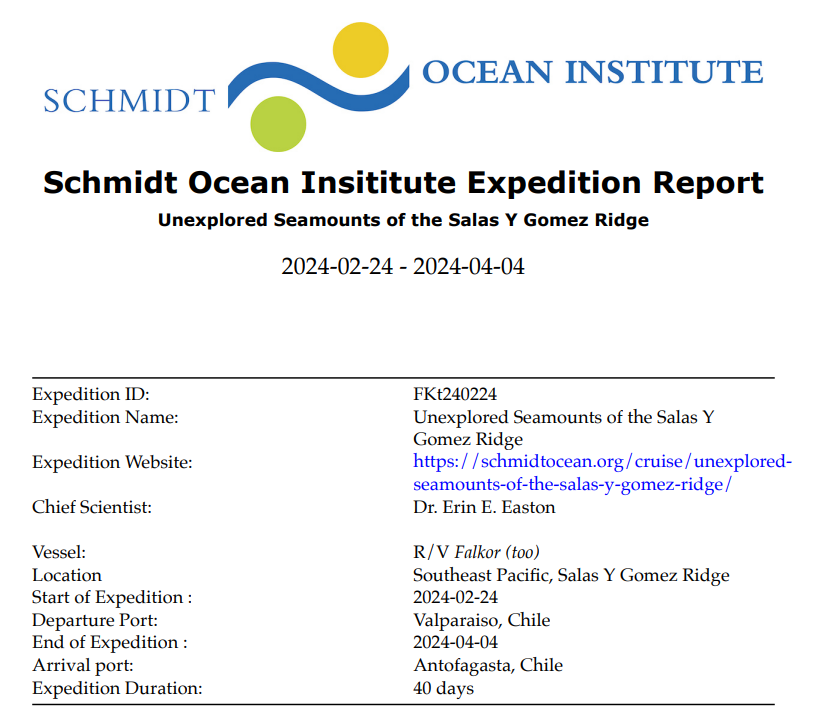 SCHMIDT OCEAN INSTITUTE
Schmidt Ocean Insititute Expedition Report
Unexplored Seamounts of the Salas Y Gomez Ridge
2024-02-24 - 2024-04-04
Expedition ID: FKt240224
Expedition Name: Unexplored Seamounts of the Salas Y
Gomez Ridge
Expedition Website: https://schmidtocean.org/cruise/unexplored-
seamounts-of-the-salas-y-gomez-ridge/
Chief Scientist: Dr. Erin E. Easton
Vessel: R/V Falkor (too)
Location Southeast Pacific, Salas Y Gomez Ridge
Start of Expedition : 2024-02-24
Departure Port: Valparaiso, Chile
End of Expedition : 2024-04-04
Arrival port: Antofagasta, Chile
Expedition Duration: 40 days